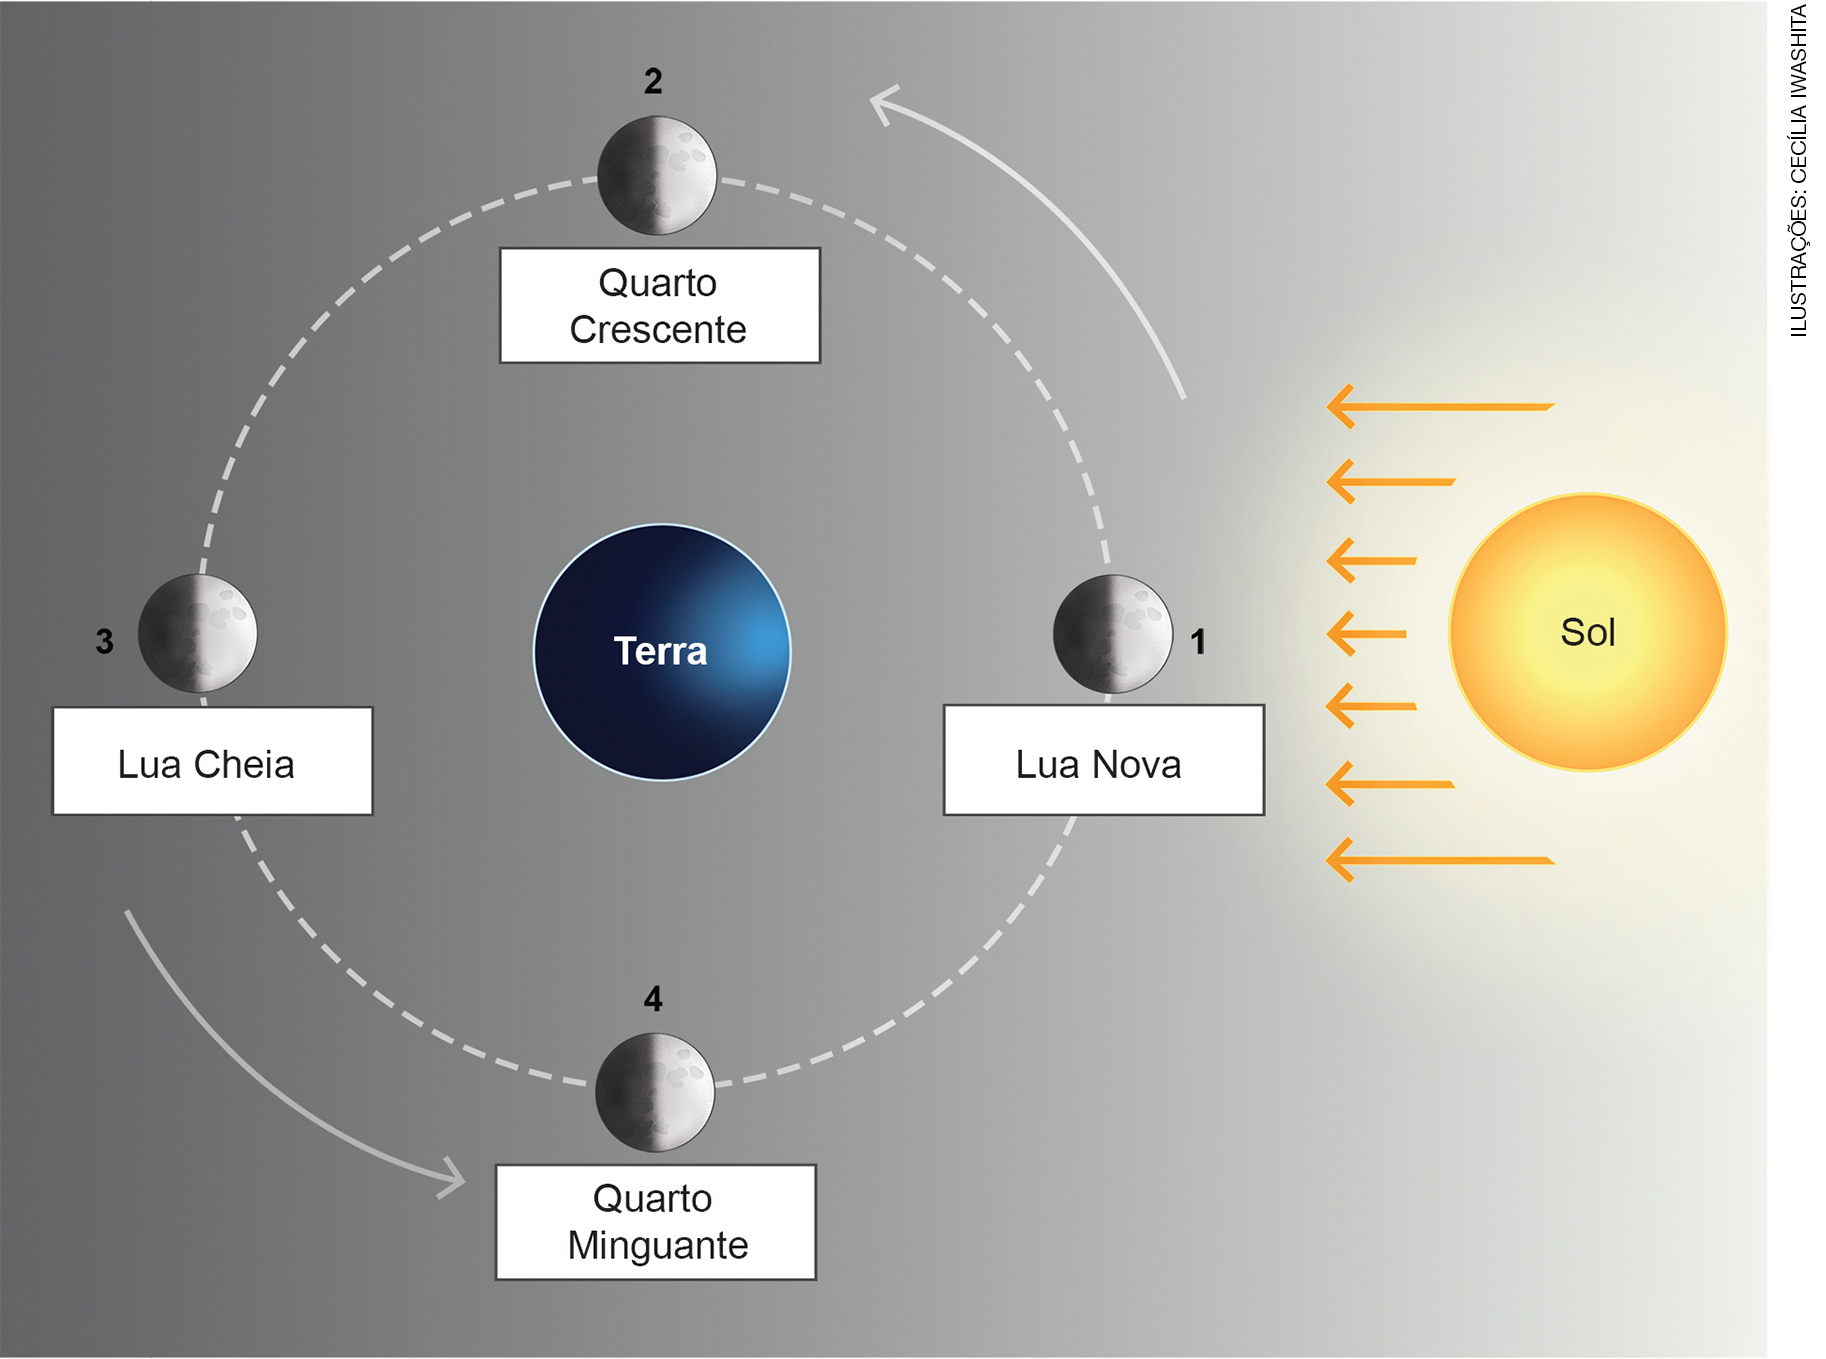 2
Quarto
Crescente
3
Lua Cheia
Terra
1
Lua Nova
Sol
4
Quarto
Minguante
ILUSTRAÇÕES: CECÍLIA IWASHITA